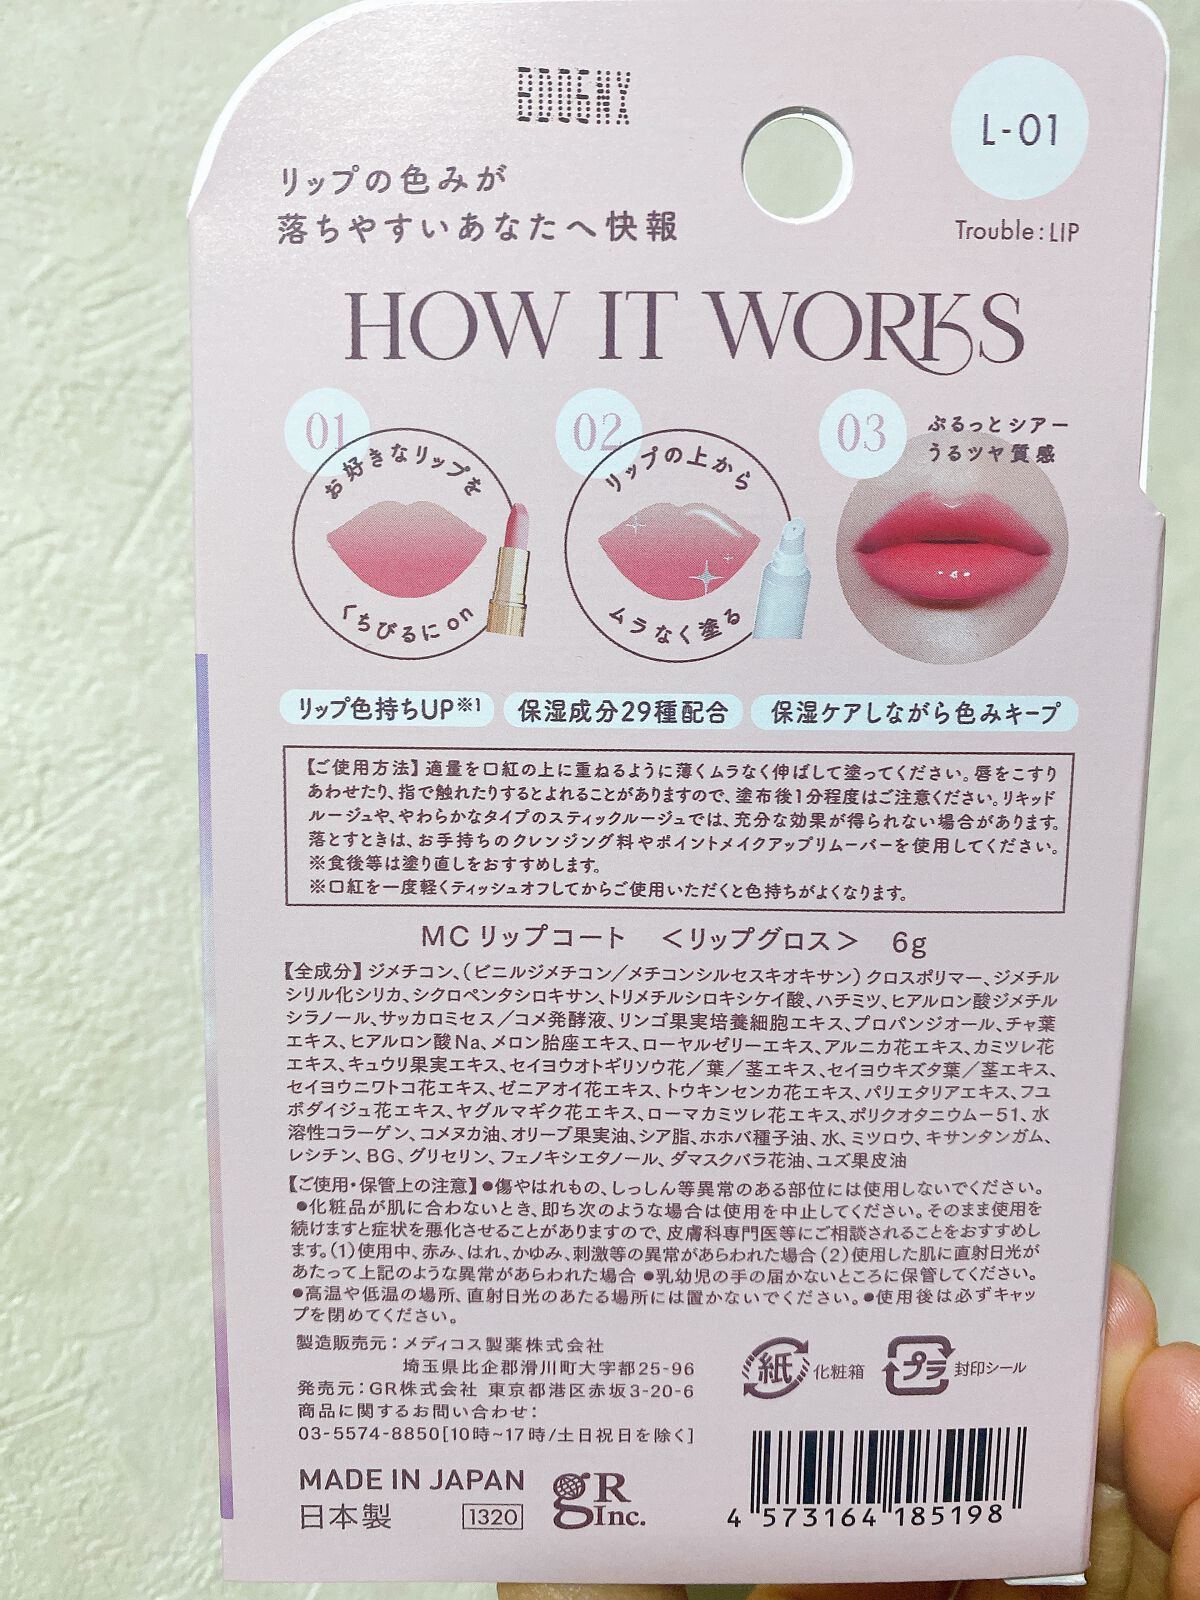 L-01
Trouble:LIP
リップの色みが
落ちやすいあなたへ快報
HOW IT WORKS
01
お好きなリップを
くちびるにon
02
リップの上から
ムラなく塗る
03
ぷるっとシアー
うるツヤ質感
リップ色持ちUP※1
保湿成分29種配合
保湿ケアしながら色みキープ
【ご使用方法】適量を口紅の上に重ねるように薄くムラなく伸ばして塗ってください。唇をこすり
あわせたり、指で触れたりするとよれることがありますので、塗布後1分程度はご注意ください。リキッド
ルージュや、やわらかなタイプのスティックルージュでは、充分な効果が得られない場合があります。
落とすときは、お手持ちのクレンジング料やポイントメイクアップリムーバーを使用してください。
※食後等は塗り直しをおすすめします。
※口紅を一度軽くティッシュオフしてからご使用いただくと色持ちがよくなります。
MCリップコート ＜リップグロス＞ 6g
【全成分】ジメチコン、(ビニルジメチコン／メチコンシルセスキオキサン)クロスポリマー、ジメチル
シリル化シリカ、シクロペンタシロキサン、トリメチルシロキシケイ酸、ハチミツ、ヒアルロン酸ジメチル
シラノール、サッカロミセス／コメ発酵液、リンゴ果実培養細胞エキス、プロパンジオール、チャ葉
エキス、ヒアルロン酸Na、メロン胎座エキス、ローヤルゼリーエキス、アルニカ花エキス、カミツレ花
エキス、キュウリ果実エキス、セイヨウオトギリソウ花／葉／茎エキス、セイヨウキズタ葉／茎エキス、
セイヨウニワトコ花エキス、ゼニアオイ花エキス、トウキンセンカ花エキス、パリエタリアエキス、フユ
ボダイジュ花エキス、ヤグルマギク花エキス、ローマカミツレ花エキス、ポリクオタニウム－51、水
溶性コラーゲン、コメヌカ油、オリーブ果実油、シア脂、ホホバ種子油、水、ミツロウ、キサンタンガム、
レシチン、BG、グリセリン、フェノキシエタノール、ダマスクバラ花油、ユズ果皮油
【ご使用・保管上の注意】●傷やはれもの、しっしん等異常のある部位には使用しないでください。
●化粧品が肌に合わないとき、即ち次のような場合は使用を中止してください。そのまま使用を
続けますと症状を悪化させることがありますので、皮膚科専門医等にご相談されることをおすすめし
ます。(1)使用中、赤み、はれ、かゆみ、刺激等の異常があらわれた場合(2)使用した肌に直射日光が
あたって上記のような異常があらわれた場合●乳幼児の手の届かないところに保管してください。
●高温や低温の場所、直射日光のあたる場所には置かないでください。●使用後は必ずキャッ
プを閉めてください。
製造販売元：メディコス製薬株式会社
埼玉県比企郡滑川町大字都25-96
発売元：GR株式会社 東京都港区赤坂3-20-6
商品に関するお問い合わせ：
03-5574-8850[10時~17時/土日祝日を除く]
紙 化粧箱
プラ 封印シール
MADE IN JAPAN
日本製
1320
gR Inc.
4 573164 185198